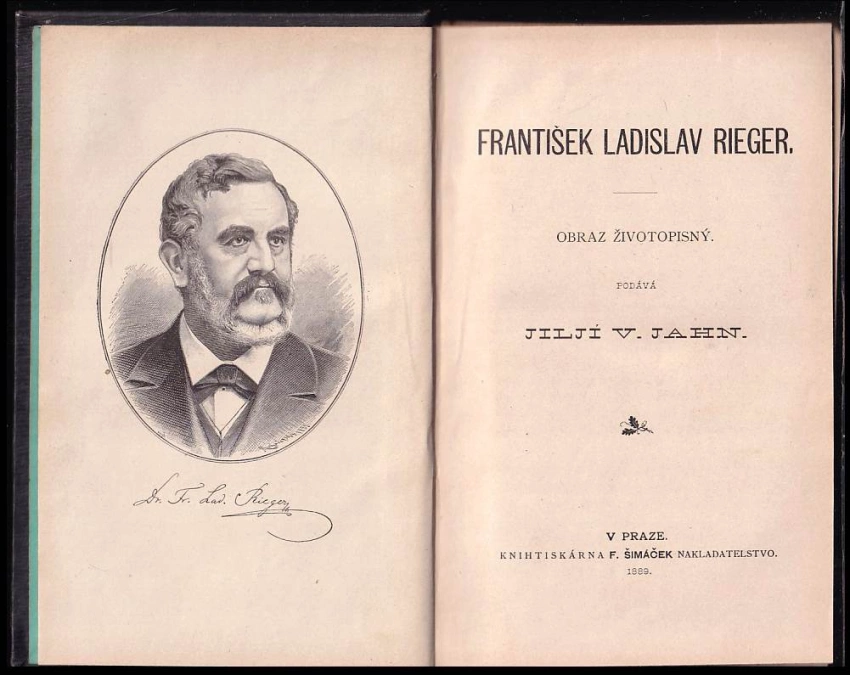 Dr. Fr. Lad. Rieger
FRANTIŠEK LADISLAV RIEGER.
OBRAZ ŽIVOTOPISNÝ.
PODÁVÁ
JILJÍ V. JAHN.
V PRAZE.
KNIHTISKÁRNA F. ŠIMÁČEK NAKLADATELSTVO.
1889.